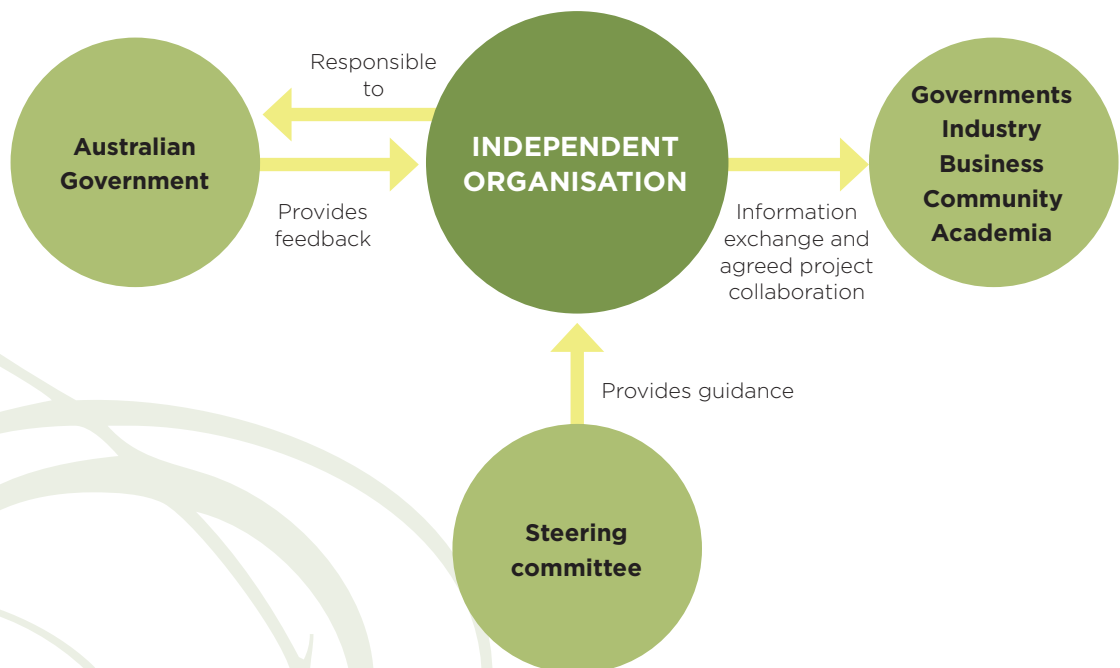 Responsible
to
Australian
Government
Provides
feedback
INDEPENDENT
ORGANISATION
Information
exchange and
agreed project
collaboration
Governments
Industry
Business
Community
Academia
Provides guidance
Steering
committee